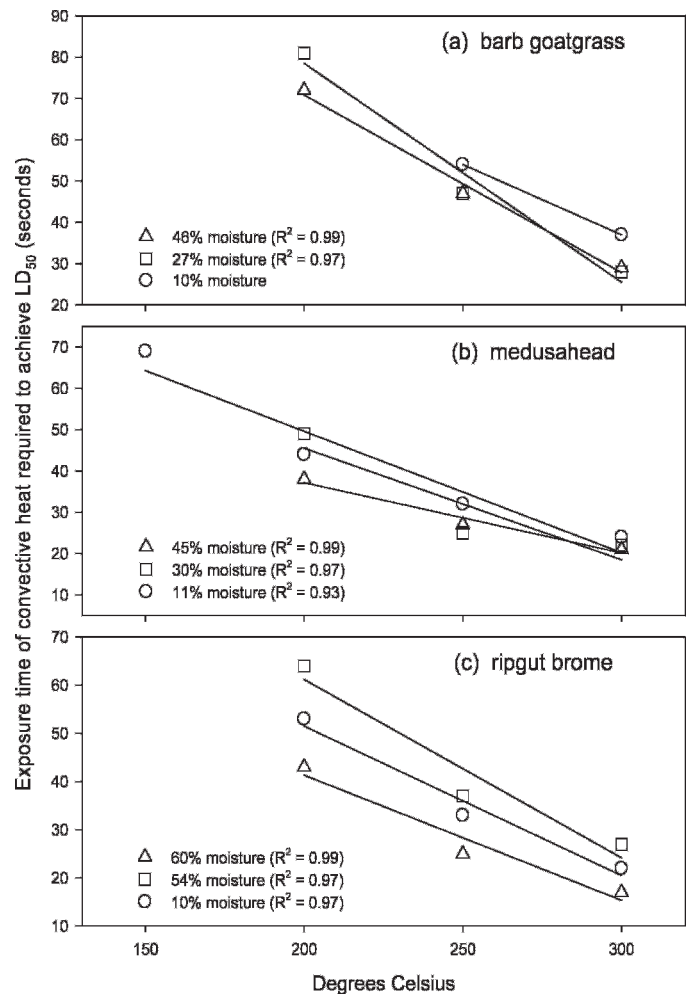 Exposure time of convective heat required to achieve LD50 (seconds)
90
(a) barb goatgrass
80
70
60
50
40
46% moisture (R² = 0.99)
27% moisture (R² = 0.97)
30
10% moisture
20
(b) medusahead
70
60
50
40
30
45% moisture (R² = 0.99)
20
30% moisture (R² = 0.97)
10
11% moisture (R² = 0.93)
70
(c) ripgut brome
60
50
40
30
60% moisture (R² = 0.99)
20
54% moisture (R² = 0.97)
10% moisture (R² = 0.97)
10
150 200 250 300
Degrees Celsius